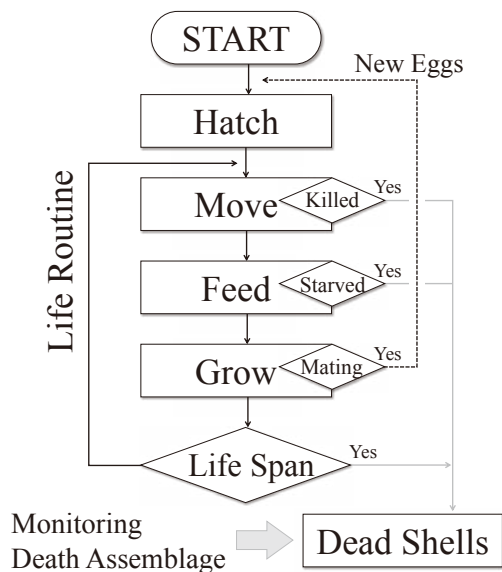 START
New Eggs
Hatch
Life Routine
Move
Killed
Yes
Feed
Starved
Yes
Grow
Mating
Yes
Life Span
Yes
Monitoring
Death Assemblage
Dead Shells